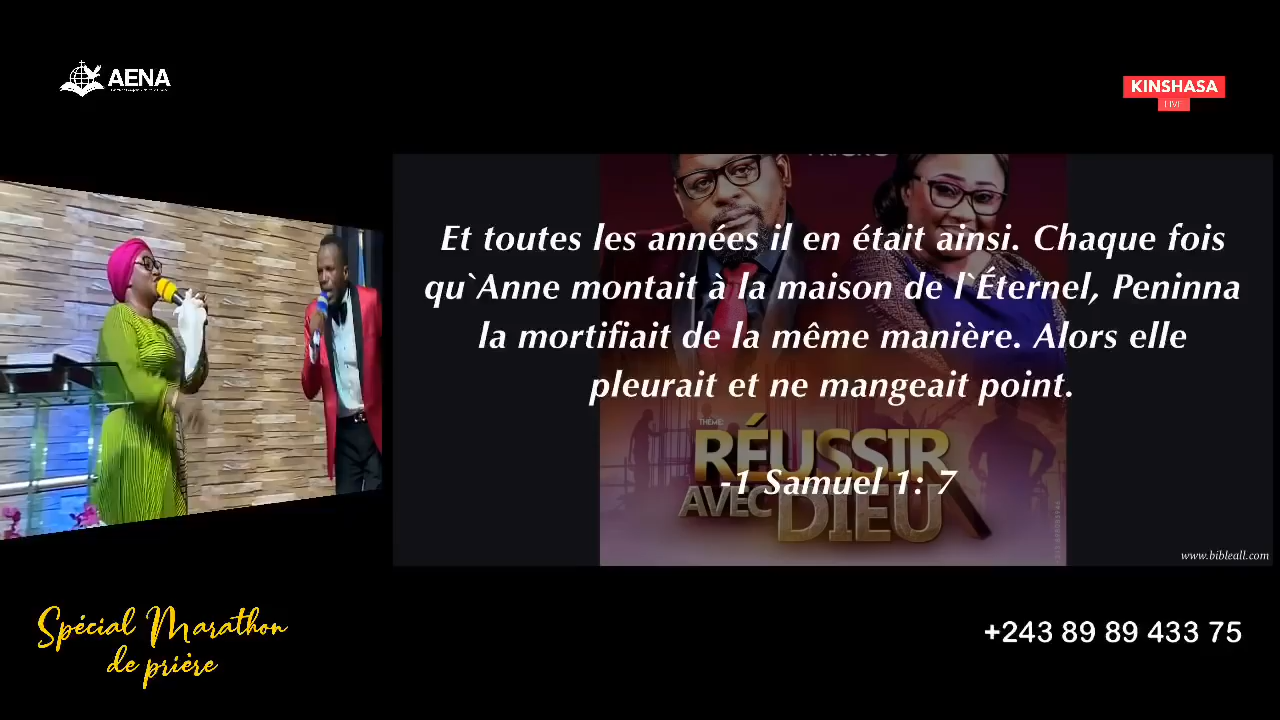 AENA
KINSHASA
LIVE
Et toutes les années il en était ainsi. Chaque fois
qu`Anne montait à la maison de l`Éternel, Peninna
la mortifiait de la même manière. Alors elle
pleurait et ne mangeait point.
THEME:
RÉUSSIR
-1 Samuel 1: 7
AVEC DIEU
www.bibleall.com
Spécial Marathon
de prière
+243 89 89 433 75